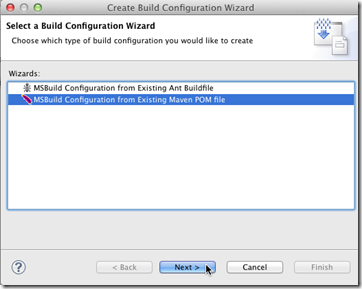 Create Build Configuration Wizard
Select a Build Configuration Wizard
Choose which type of build configuration you would like to create
Wizards:
MSBuild Configuration from Existing Ant Buildfile
MSBuild Configuration from Existing Maven POM file
?
< Back
Next >
Cancel
Finish